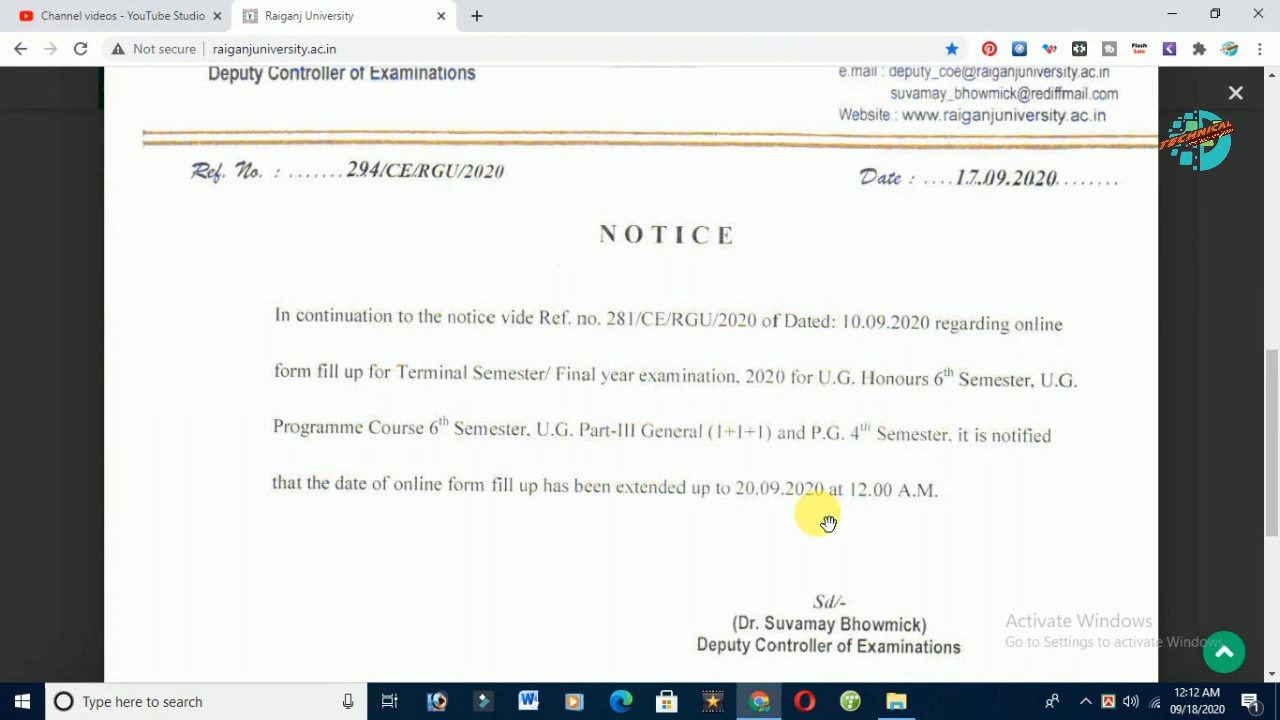 Channel videos - YouTube Studio
Raiganj University
Not secure
raiganjuniversity.ac.in
Flash Sale
Deputy Controller of Examinations
e.mail : deputy_coe@raiganjuniversity.ac.in
suvamay_bhowmick@rediffmail.com
Website : www.raiganjuniversity.ac.in
TECHNICAL
Ref. No. : .......294/CE/RGU/2020
Date : ....17.09.2020........
NOTICE
In continuation to the notice vide Ref. no. 281/CE/RGU/2020 of Dated: 10.09.2020 regarding online
form fill up for Terminal Semester/ Final year examination, 2020 for U.G. Honours 6th Semester, U.G.
Programme Course 6th Semester, U.G. Part-III General (1+1+1) and P.G. 4th Semester, it is notified
that the date of online form fill up has been extended up to 20.09.2020 at 12.00 A.M.
Sd/-
(Dr. Suvamay Bhowmick)
Deputy Controller of Examinations
Activate Windows
Go to Settings to activate Windows.
Type here to search
12:12 AM
09/18/2020
1